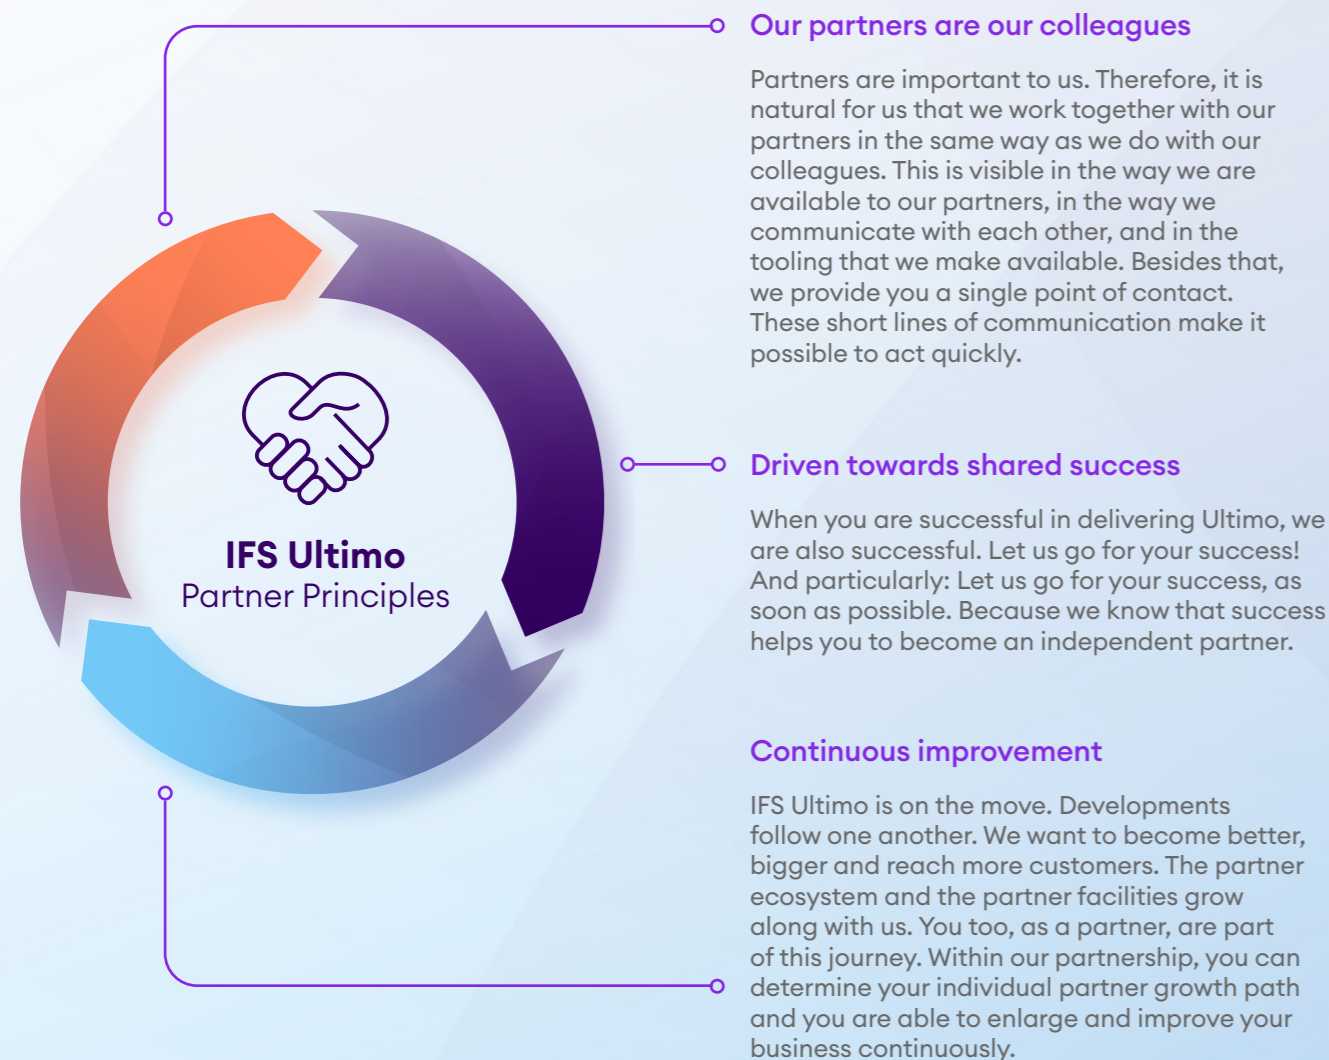 Our partners are our colleagues
Partners are important to us. Therefore, it is
natural for us that we work together with our
partners in the same way as we do with our
colleagues. This is visible in the way we are
available to our partners, in the way we
communicate with each other, and in the
tooling that we make available. Besides that,
we provide you a single point of contact.
These short lines of communication make it
possible to act quickly.
IFS Ultimo
Partner Principles
Driven towards shared success
When you are successful in delivering Ultimo, we
are also successful. Let us go for your success!
And particularly: Let us go for your success, as
soon as possible. Because we know that success
helps you to become an independent partner.
Continuous improvement
IFS Ultimo is on the move. Developments
follow one another. We want to become better,
bigger and reach more customers. The partner
ecosystem and the partner facilities grow
along with us. You too, as a partner, are part
of this journey. Within our partnership, you can
determine your individual partner growth path
and you are able to enlarge and improve your
business continuously.